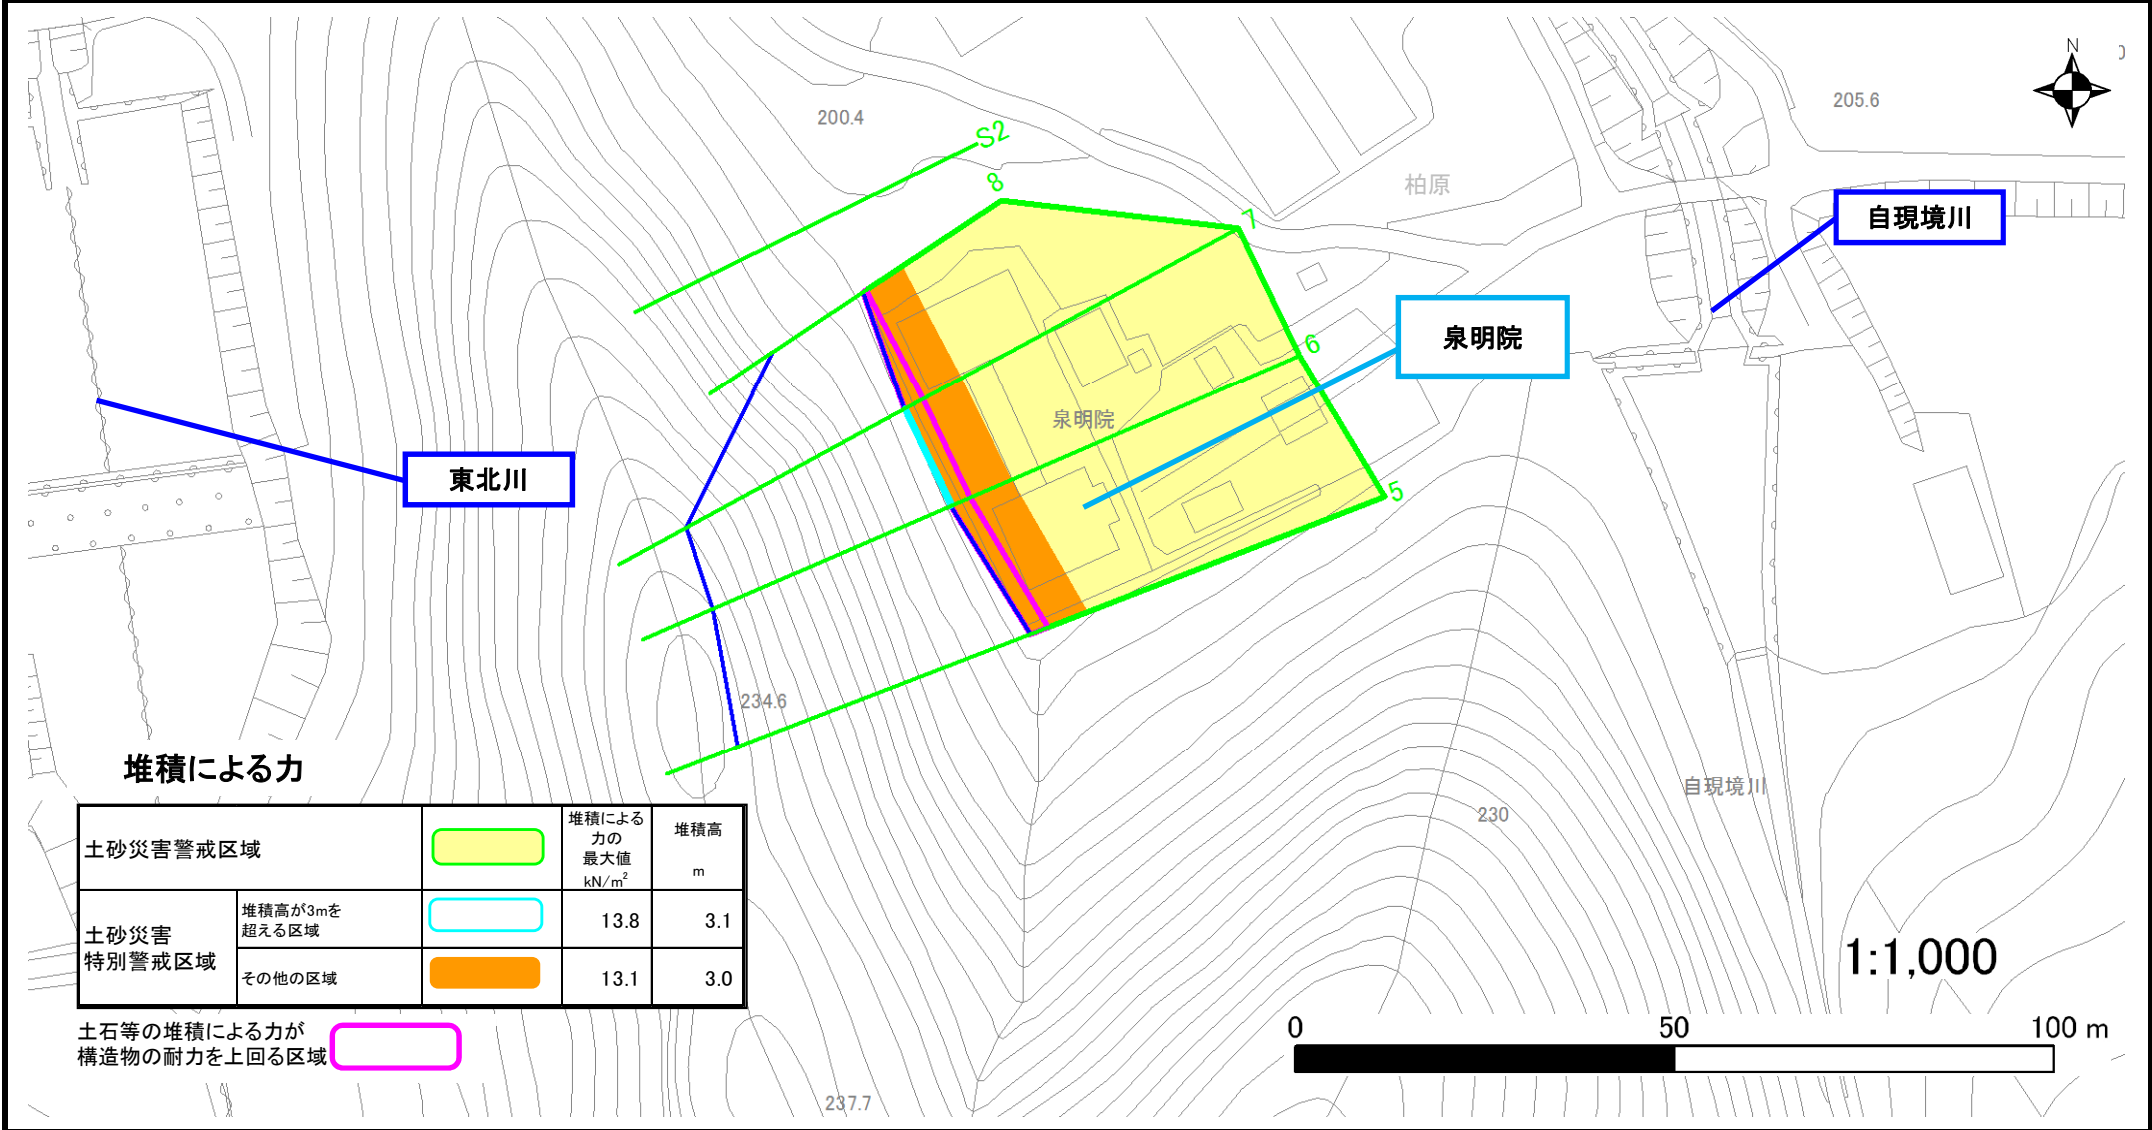 N
0
205.6
200.4
S2
8
柏原
7
自現境川
6
泉明院
泉明院
東北川
5
234.6
堆積による力
自現境川
230
土砂災害警戒区域
堆積による
力の
最大値
kN/m²
堆積高
m
土砂災害
特別警戒区域
堆積高が3mを
超える区域
13.8
3.1
その他の区域
13.1
3.0
1:1,000
土石等の堆積による力が
構造物の耐力を上回る区域
0
50
100 m
237.7